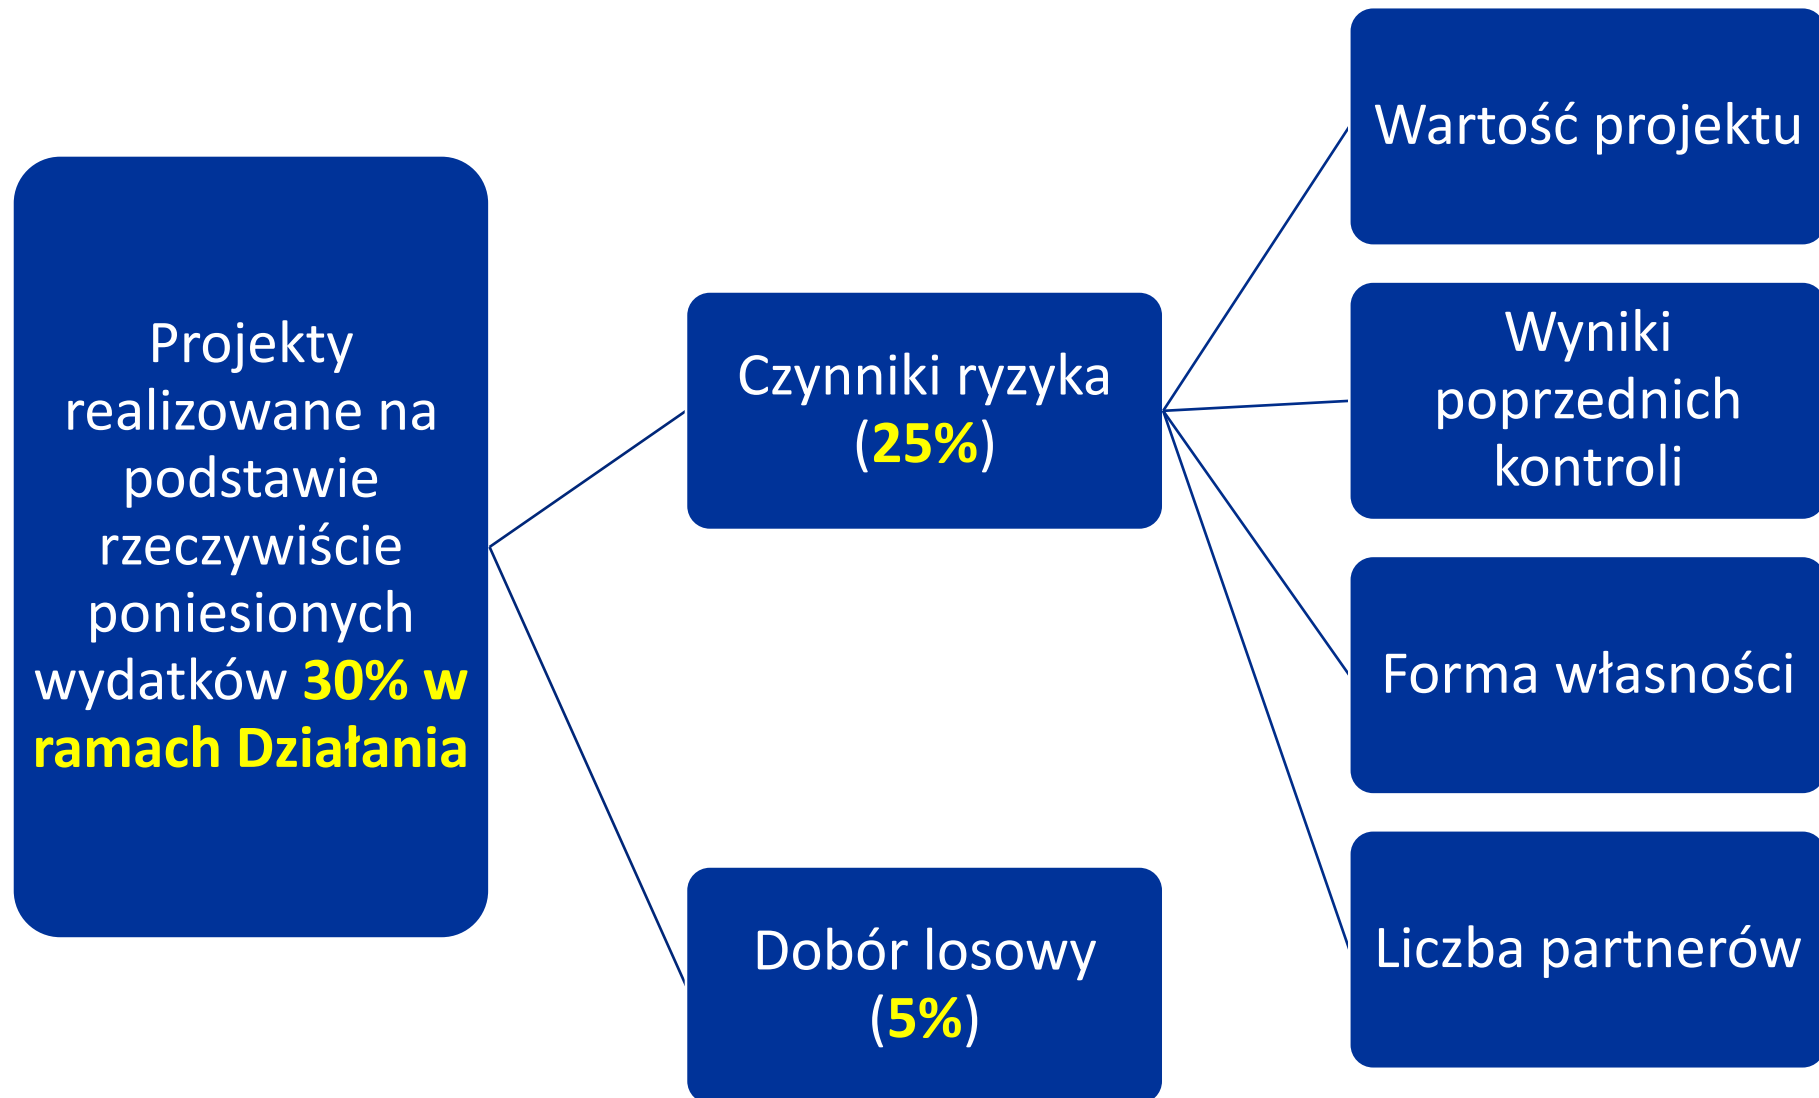 Projekty
realizowane na
podstawie
rzeczywiście
poniesionych
wydatków 30% w
ramach Działania
Czynniki ryzyka
(25%)
Dobór losowy
(5%)
Wartość projektu
Wyniki
poprzednich
kontroli
Forma własności
Liczba partnerów